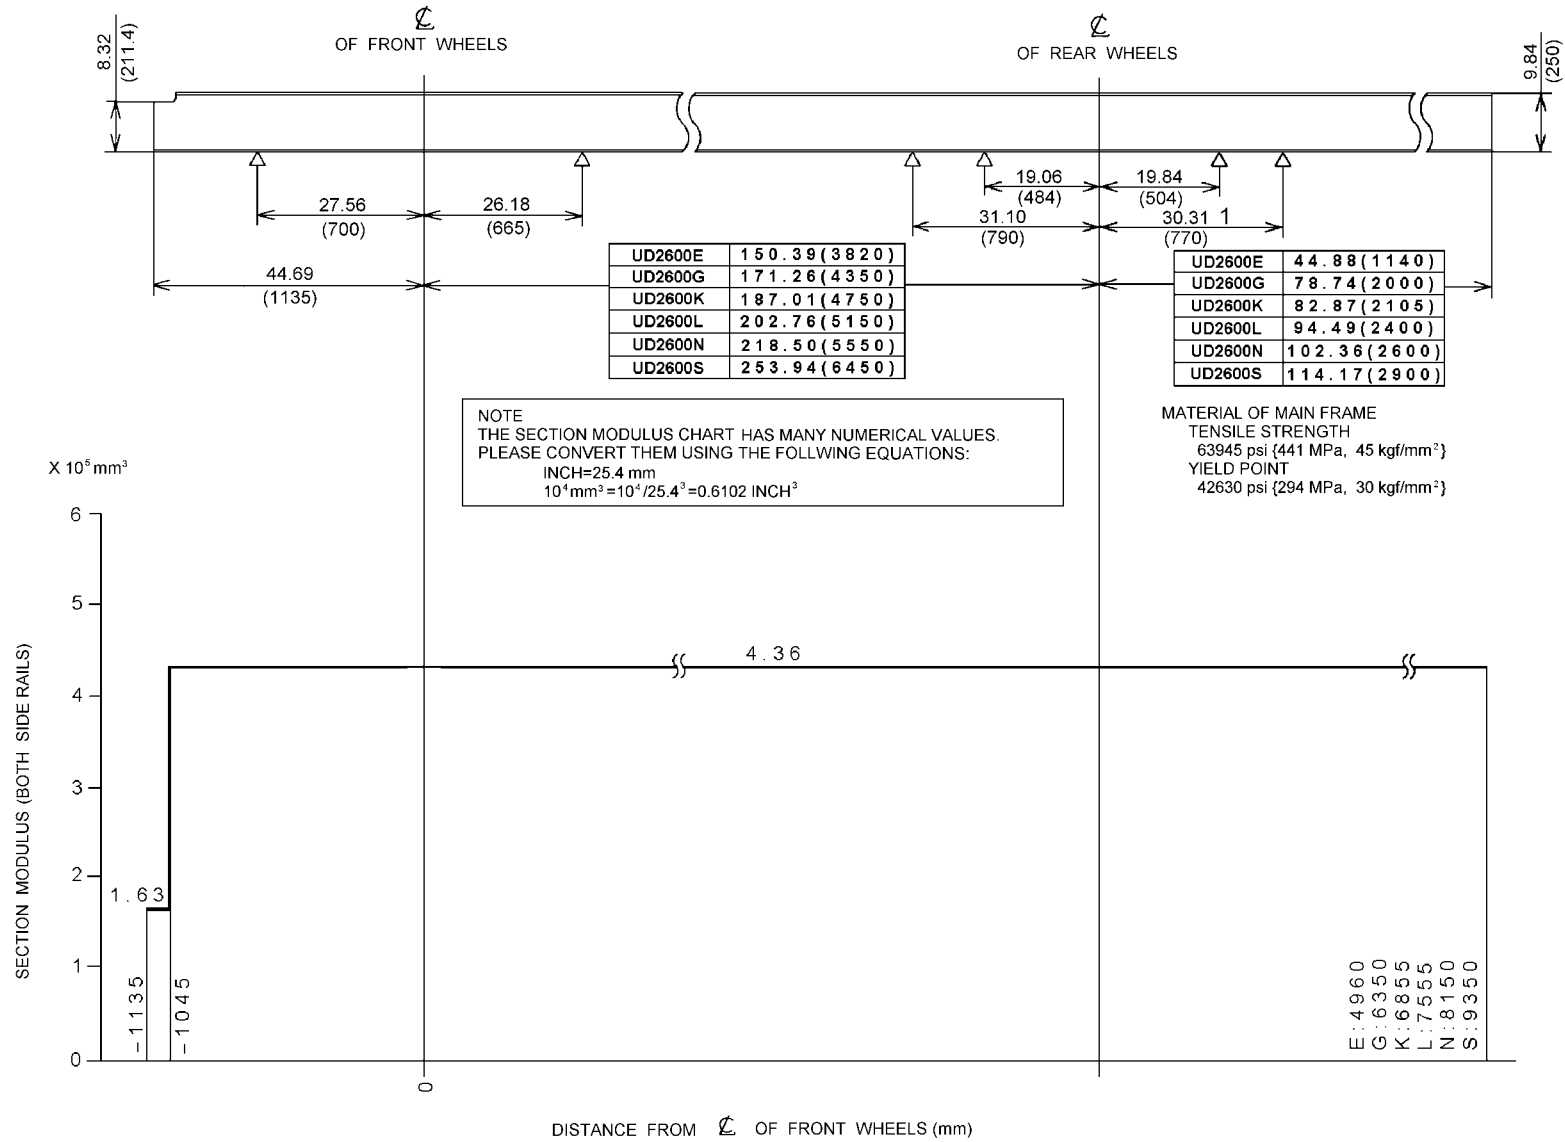 ℄
OF FRONT WHEELS
℄
OF REAR WHEELS
8.32
(211.4)
9.84
(250)
27.56
(700)
26.18
(665)
19.06
(484)
19.84
(504)
31.10
(790)
30.31 1
(770)
44.69
(1135)
UD2600E 150.39(3820)
UD2600G 171.26(4350)
UD2600K 187.01(4750)
UD2600L 202.76(5150)
UD2600N 218.50(5550)
UD2600S 253.94(6450)
UD2600E 44.88(1140)
UD2600G 78.74(2000)
UD2600K 82.87(2105)
UD2600L 94.49(2400)
UD2600N 102.36(2600)
UD2600S 114.17(2900)
NOTE
THE SECTION MODULUS CHART HAS MANY NUMERICAL VALUES.
PLEASE CONVERT THEM USING THE FOLLWING EQUATIONS:
INCH=25.4 mm
10⁴mm³=10⁴/25.4³=0.6102 INCH³
MATERIAL OF MAIN FRAME
TENSILE STRENGTH
63945 psi {441 MPa, 45 kgf/mm²}
YIELD POINT
42630 psi {294 MPa, 30 kgf/mm²}
X 10⁵mm³
6
5
4
3
2
1
0
SECTION MODULUS (BOTH SIDE RAILS)
4.36
1.63
-1135
-1045
E:4960
G:6350
K:6855
L:7555
N:8150
S:9350
0
DISTANCE FROM ℄ OF FRONT WHEELS (mm)